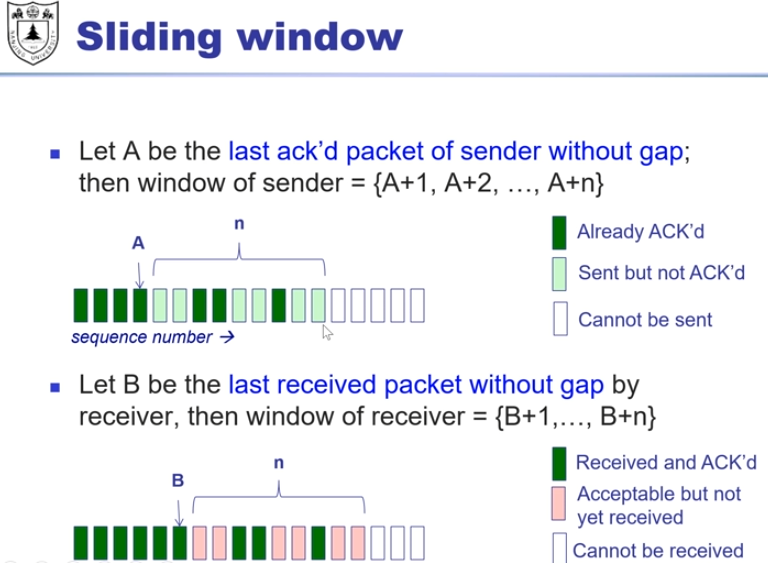 Sliding window
Let A be the last ack'd packet of sender without gap;
then window of sender = {A+1, A+2, …, A+n}
n
A
Already ACK'd
Sent but not ACK'd
Cannot be sent
sequence number →
Let B be the last received packet without gap by
receiver, then window of receiver = {B+1,…, B+n}
n
B
Received and ACK'd
Acceptable but not
yet received
Cannot be received